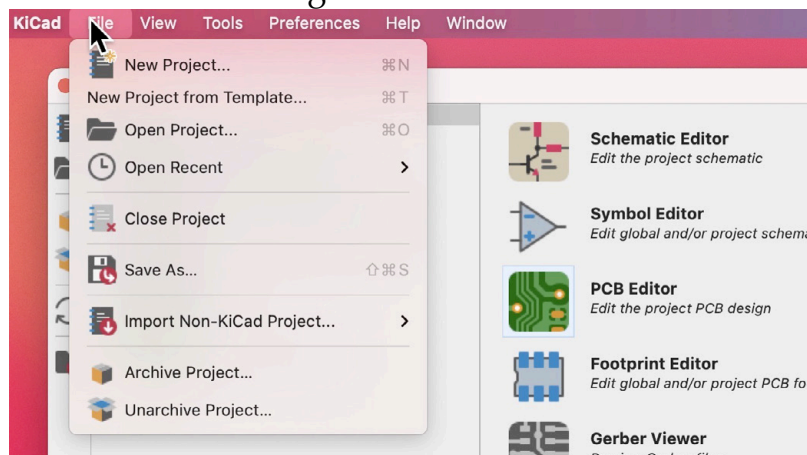 KiCad File View Tools Preferences Help Window
New Project... ⌘N
New Project from Template... ⌘T
Open Project... ⌘O
Open Recent
Close Project
Save As... ⇧⌘S
Import Non-KiCad Project...
Archive Project...
Unarchive Project...
Schematic Editor
Edit the project schematic
Symbol Editor
Edit global and/or project schema
PCB Editor
Edit the project PCB design
Footprint Editor
Edit global and/or project PCB fo
Gerber Viewer